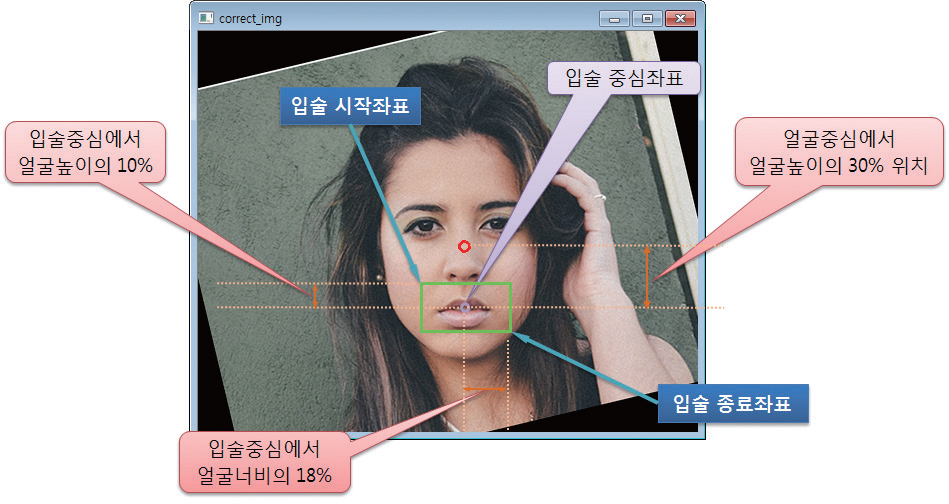 correct_img
입술 중심좌표
입술 시작좌표
입술중심에서
얼굴높이의 10%
얼굴중심에서
얼굴높이의 30% 위치
입술 종료좌표
입술중심에서
얼굴너비의 18%